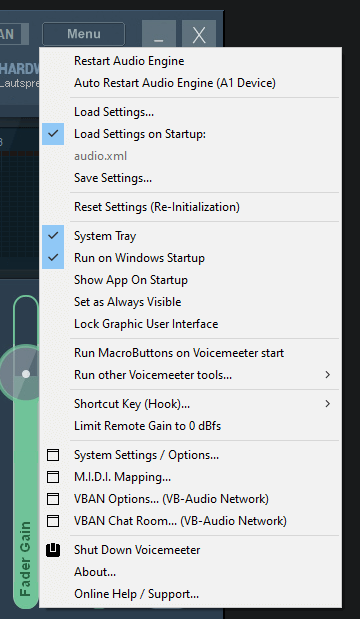 AN
Menu
_
X
HARDW
Lautspre
Restart Audio Engine
Auto Restart Audio Engine (A1 Device)
Load Settings...
Load Settings on Startup:
audio.xml
Save Settings...
Reset Settings (Re-Initialization)
System Tray
Run on Windows Startup
Show App On Startup
Set as Always Visible
Lock Graphic User Interface
Run MacroButtons on Voicemeeter start
Run other Voicemeeter tools...
Shortcut Key (Hook)...
Limit Remote Gain to 0 dBfs
System Settings / Options...
M.I.D.I. Mapping...
VBAN Options... (VB-Audio Network)
VBAN Chat Room... (VB-Audio Network)
Shut Down Voicemeeter
About...
Online Help / Support...
Fader Gain